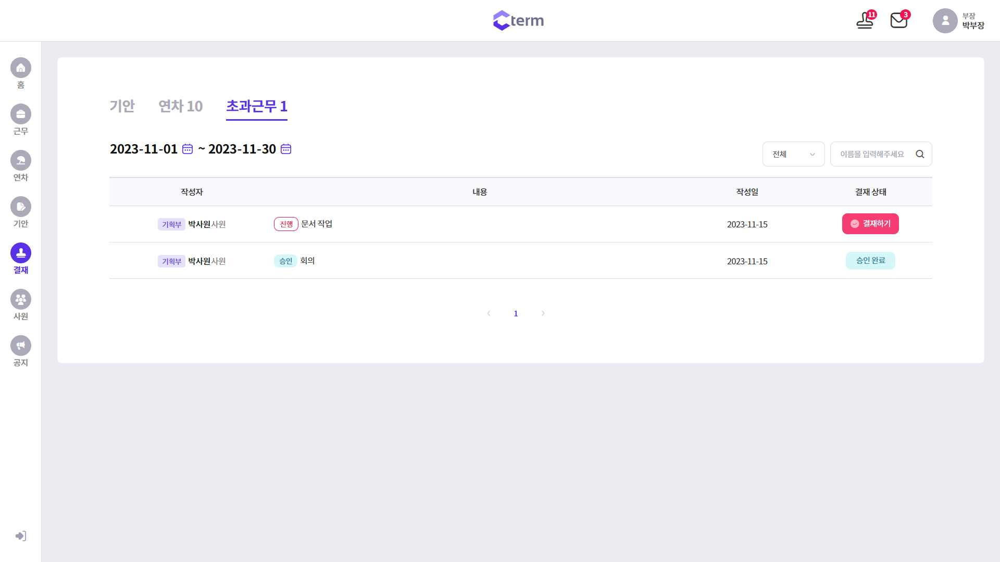 term
11
3
부장
박부장
홈
근무
연차
기안
결재
사원
공지
기안 연차 10 초과근무 1
2023-11-01 ~ 2023-11-30
전체
이름을 입력해주세요
작성자 내용 작성일 결재 상태
기획부 박사원사원 진행 문서 작업 2023-11-15 결재하기
기획부 박사원사원 승인 회의 2023-11-15 승인 완료
1